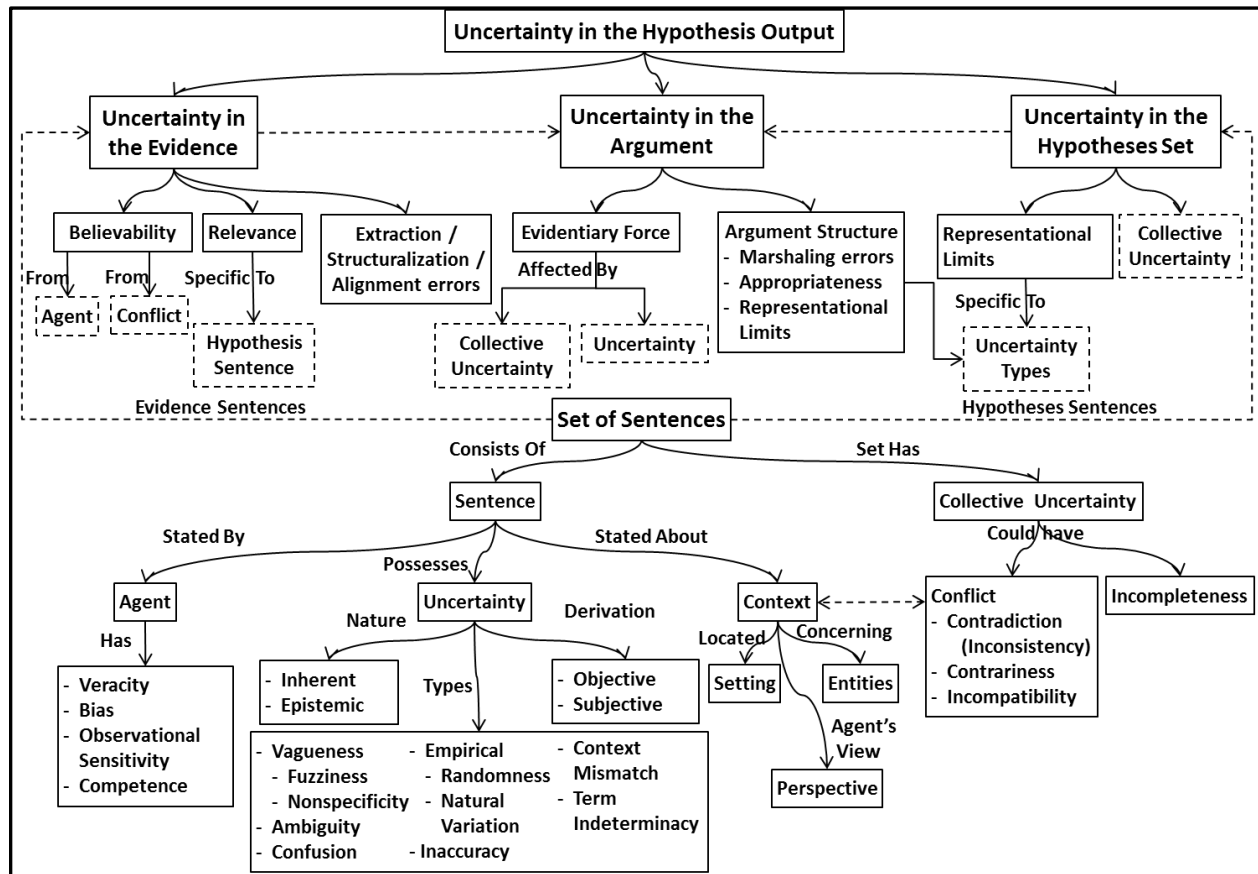 Uncertainty in the Hypothesis Output
Uncertainty in
the Evidence
Uncertainty in the
Argument
Uncertainty in the
Hypotheses Set
Believability
Relevance
Extraction /
Structuralization /
Alignment errors
Evidentiary Force
Argument Structure
- Marshaling errors
- Appropriateness
- Representational
Limits
Representational
Limits
Collective
Uncertainty
From
From
Specific To
Affected By
Specific To
Agent
Conflict
Hypothesis
Sentence
Collective
Uncertainty
Uncertainty
Uncertainty
Types
Evidence Sentences
Hypotheses Sentences
Set of Sentences
Consists Of
Set Has
Sentence
Collective Uncertainty
Stated By
Possesses
Stated About
Could have
Agent
Uncertainty
Context
Conflict
- Contradiction
(Inconsistency)
- Contrariness
- Incompatibility
Incompleteness
Has
Nature
Derivation
Located
Concerning
- Veracity
- Bias
- Observational
Sensitivity
- Competence
- Inherent
- Epistemic
Types
- Objective
- Subjective
Setting
Entities
Agent's
View
Perspective
- Vagueness
- Fuzziness
- Nonspecificity
- Ambiguity
- Confusion
- Empirical
- Randomness
- Natural
Variation
- Inaccuracy
- Context
Mismatch
- Term
Indeterminacy